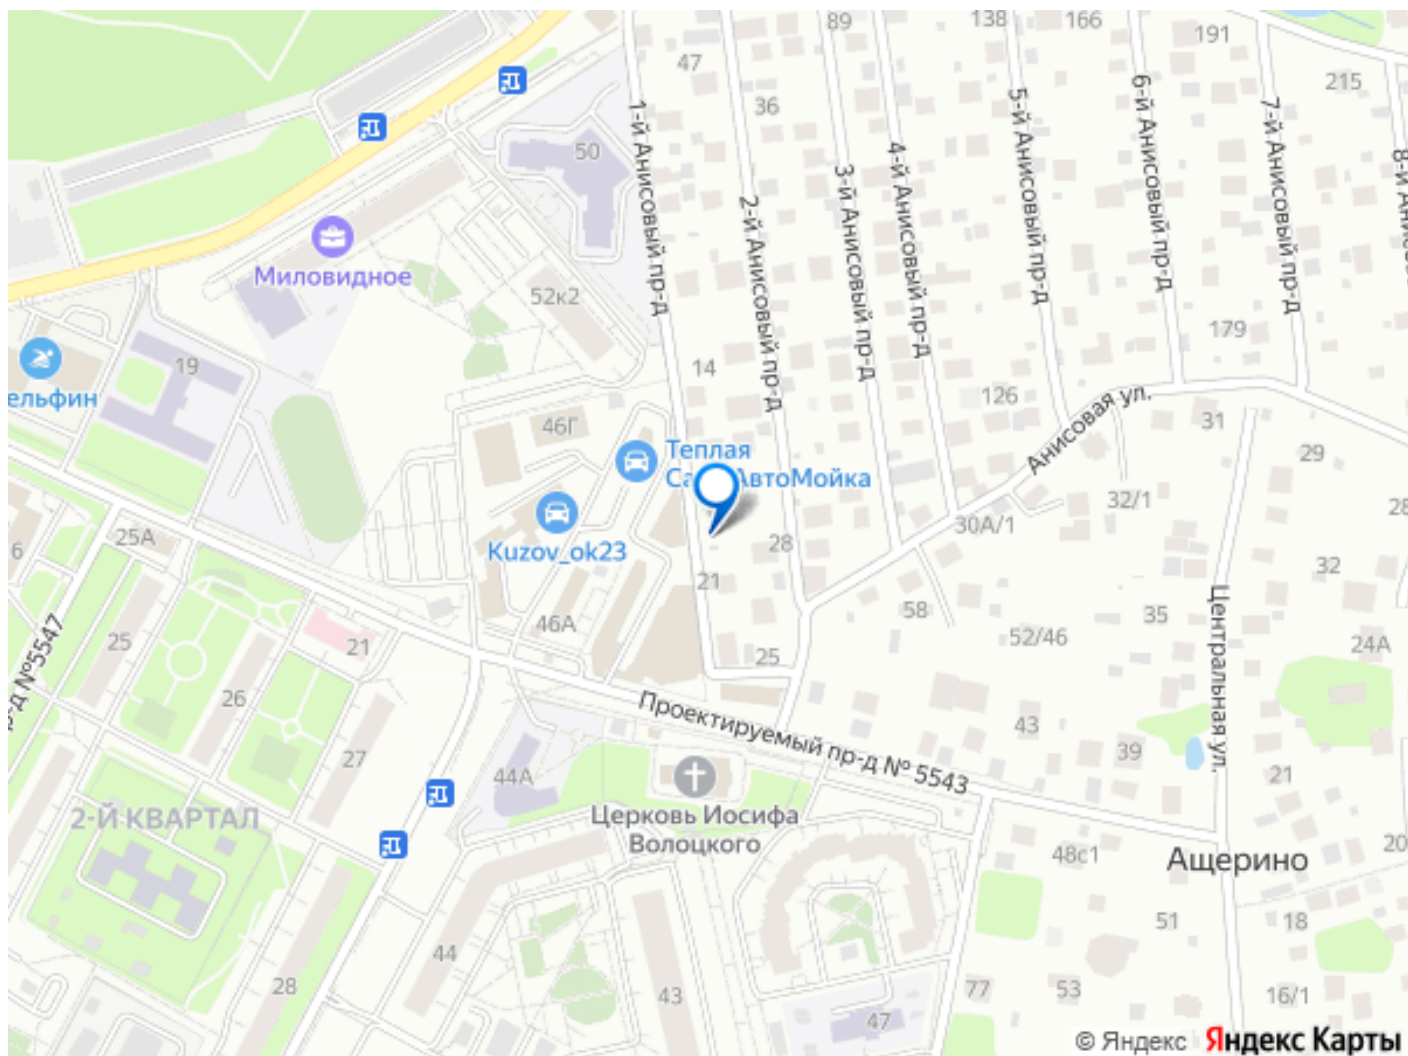 138
166
89
191
47
36
215
1-й Анисовый пр-д
2-й Анисовый пр-д
3-й Анисовый пр-д
4-й Анисовый пр-д
5-й Анисовый пр-д
6-й Анисовый пр-д
7-й Анисовый пр-д
50
Миловидное
52к2
179
19
14
ельфин
126
Анисовая ул.
31
46Г
Теплая
АвтоМойка
29
32/1
28
30А/1
25А
6
Kuzov_ok23
28
21
32
58
35
46А
52/46
Центральная ул.
пр-д №5547
25
21
25
24А
26
Проектируемый пр-д № 5543
43
39
27
44А
21
2-Й КВАРТАЛ
Церковь Иосифа
Волоцкого
48с1
20
Ащерино
51
18
44
28
43
77
53
16/1
47
© Яндекс Яндекс Карты